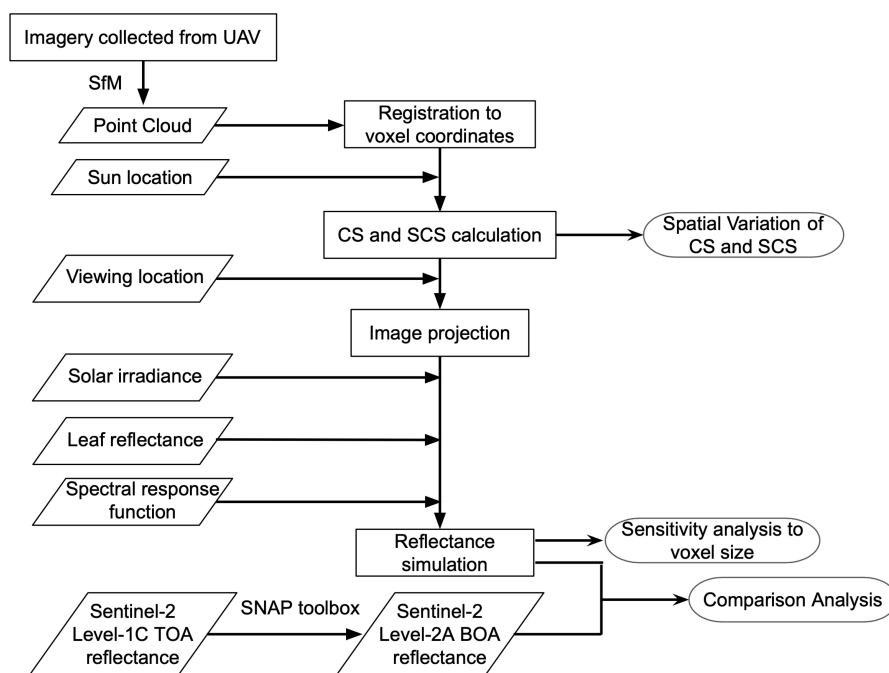 Imagery collected from UAV
SfM
Point Cloud
Registration to
voxel coordinates
Sun location
CS and SCS calculation
Spatial Variation of
CS and SCS
Viewing location
Image projection
Solar irradiance
Leaf reflectance
Spectral response
function
Reflectance
simulation
Sensitivity analysis to
voxel size
Comparison Analysis
Sentinel-2
Level-1C TOA
reflectance
SNAP toolbox
Sentinel-2
Level-2A BOA
reflectance